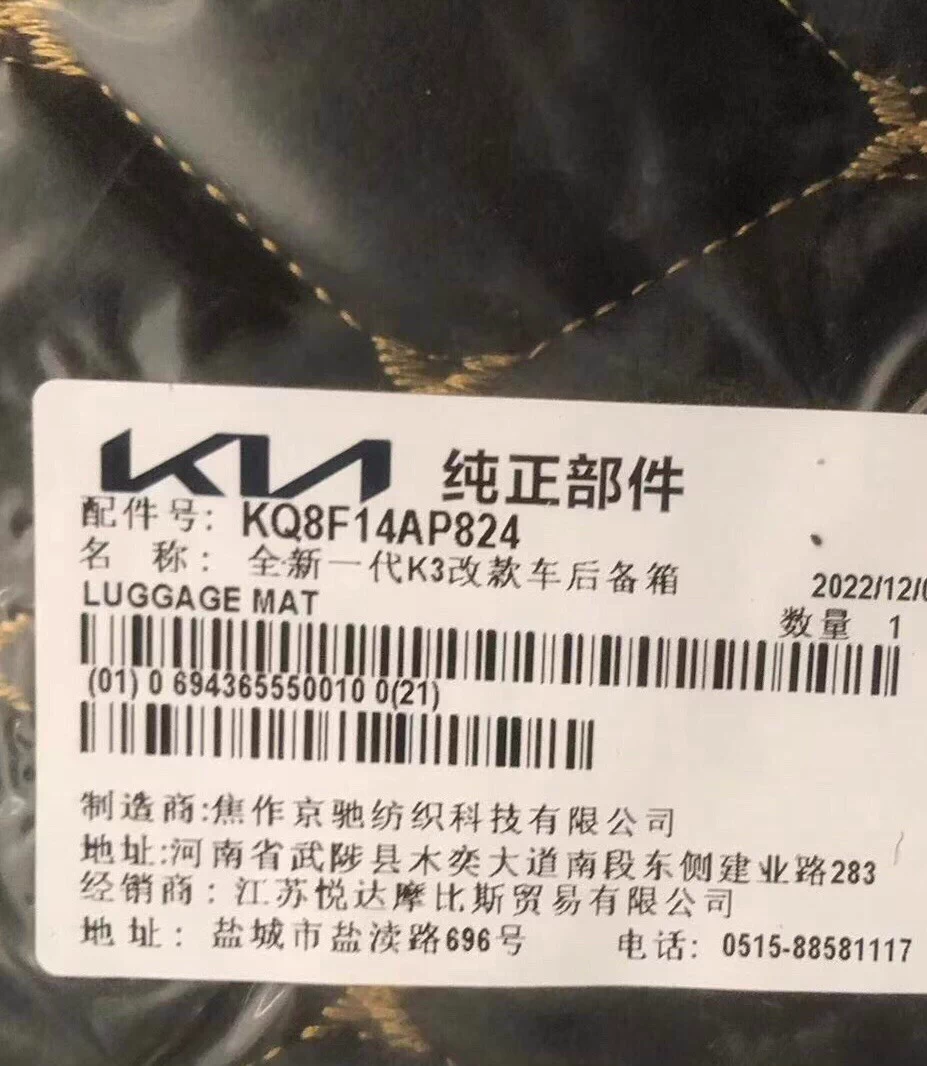 KIA 纯正部件
配件号: KQ8F14AP824
名 称: 全新一代K3改款车后备箱
LUGGAGE MAT
2022/12/0
数量 1
(01) 0 694365550010 0(21)
制造商:焦作京驰纺织科技有限公司
地址:河南省武陟县木奕大道南段东侧建业路283
经销商:江苏悦达摩比斯贸易有限公司
地 址: 盐城市盐渎路696号 电话: 0515-88581117